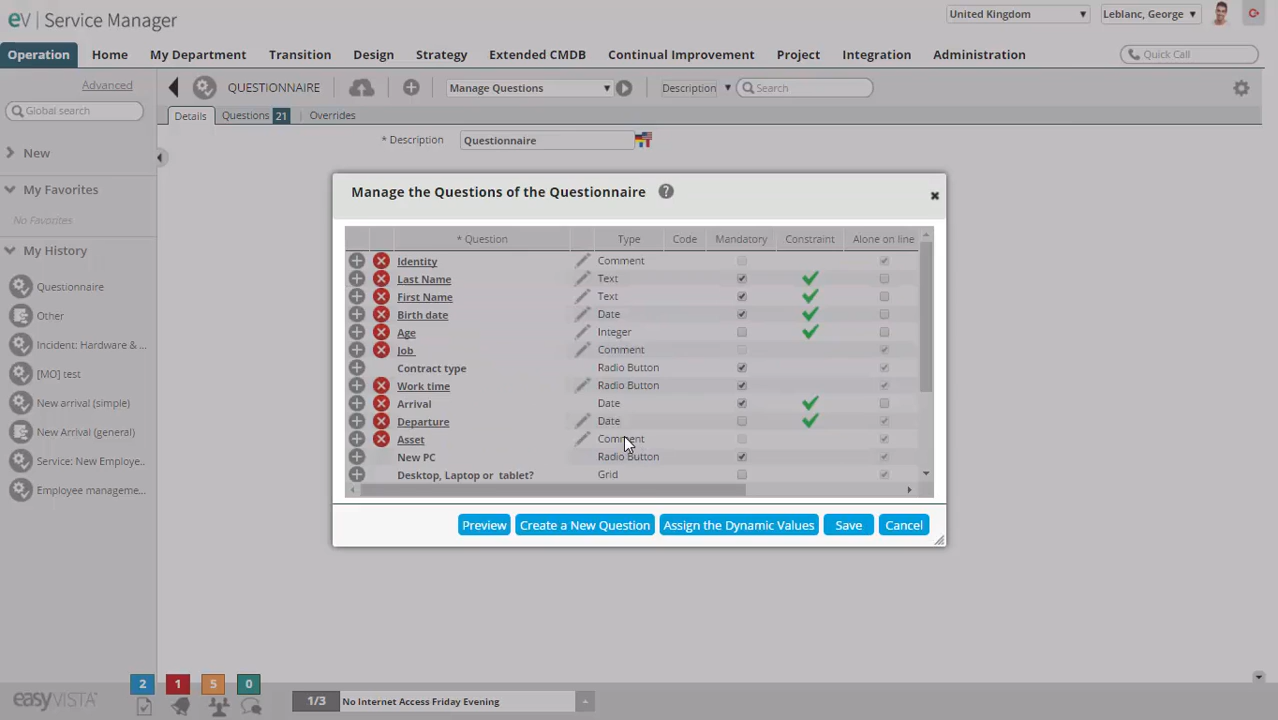 eV | Service Manager
United Kingdom
Leblanc, George
Operation
Home
My Department
Transition
Design
Strategy
Extended CMDB
Continual Improvement
Project
Integration
Administration
Quick Call
Advanced
QUESTIONNAIRE
Manage Questions
Description
Search
Global search
Details
Questions 21
Overrides
* Description
Questionnaire
New
My Favorites
No Favorites
My History
Questionnaire
Other
Incident: Hardware & ...
[MO] test
New arrival (simple)
New Arrival (general)
Service: New Employe..
Employee manageme...
Manage the Questions of the Questionnaire ?
* Question Type Code Mandatory Constraint Alone on line
Identity Comment
Last Name Text
First Name Text
Birth date Date
Age Integer
Job Comment
Contract type Radio Button
Work time Radio Button
Arrival Date
Departure Date
Asset Comment
New PC Radio Button
Desktop, Laptop or tablet? Grid
Preview
Create a New Question
Assign the Dynamic Values
Save
Cancel
easyVISTA
2
1
5
0
1/3
No Internet Access Friday Evening